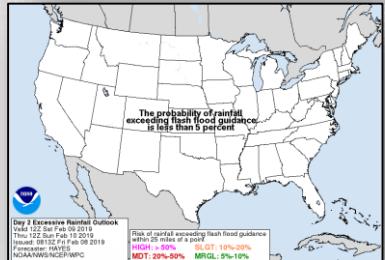 The probability of rainfall
exceeding flash flood guidance
is less than 5 percent
NOAA
Day 2 Excessive Rainfall Outlook
Valid 12Z Sat Feb 09 2019
Thru 12Z Sun Feb 10 2019
Issued: 0813Z Fri Feb 08 2019
Forecaster: HAYES
NOAA/NWS/NCEP/WPC
Risk of rainfall exceeding flash flood guidance
within 25 miles of a point
HIGH: > 50% SLGT: 10%-20%
MDT: 20%-50% MRGL: 5%-10%